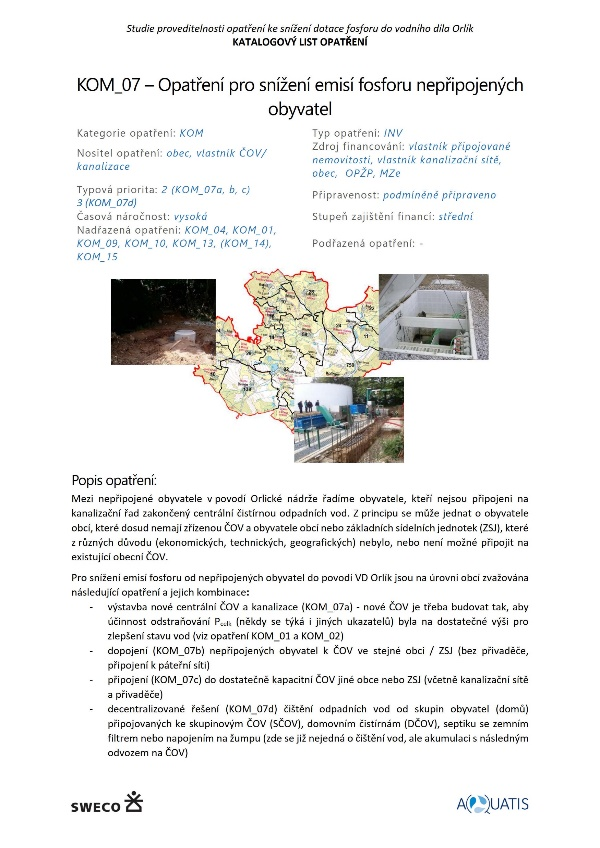 Studie proveditelnosti opatření ke snížení dotace fosforu do vodního díla Orlík
KATALOGOVÝ LIST OPATŘENÍ
KOM_07 – Opatření pro snížení emisí fosforu nepřipojených
obyvatel
Kategorie opatření: KOM
Typ opatření: INV
Nositel opatření: obec, vlastník ČOV/
kanalizace
Zdroj financování: vlastník připojované
nemovitosti, vlastník kanalizační sítě,
obec, OPŽP, MZe
Typová priorita: 2 (KOM_07a, b, c)
3 (KOM_07d)
Připravenost: podmíněně připraveno
Časová náročnost: vysoká
Stupeň zajištění financí: střední
Nadřazená opatření: KOM_04, KOM_01,
KOM_09, KOM_10, KOM_13, (KOM_14),
KOM_15
Podřazená opatření: -
Popis opatření:
Mezi nepřipojené obyvatele v povodí Orlické nádrže řadíme obyvatele, kteří nejsou připojeni na
kanalizační řad zakončený centrální čistírnou odpadních vod. Z principu se může jednat o obyvatele
obcí, které dosud nemají zřízenou ČOV a obyvatele obcí nebo základních sídelních jednotek (ZSJ), které
z různých důvodu (ekonomických, technických, geografických) nebylo, nebo není možné připojit na
existující obecní ČOV.
Pro snížení emisí fosforu od nepřipojených obyvatel do povodí VD Orlík jsou na úrovni obcí zvažována
následující opatření a jejich kombinace:
- výstavba nové centrální ČOV a kanalizace (KOM_07a) - nové ČOV je třeba budovat tak, aby
účinnost odstraňování Pcelk (někdy se týká i jiných ukazatelů) byla na dostatečné výši pro
zlepšení stavu vod (viz opatření KOM_01 a KOM_02)
- dopojení (KOM_07b) nepřipojených obyvatel k ČOV ve stejné obci / ZSJ (bez přivaděče,
připojení k páteřní síti)
- připojení (KOM_07c) do dostatečně kapacitní ČOV jiné obce nebo ZSJ (včetně kanalizační sítě
a přivaděče)
- decentralizované řešení (KOM_07d) čištění odpadních vod od skupin obyvatel (domů)
připojovaných ke skupinovým ČOV (SČOV), domovním čistírnám (DČOV), septiku se zemním
filtrem nebo napojením na žumpu (zde se již nejedná o čištění vod, ale akumulaci s následným
odvozem na ČOV)
SWECO
AQUATIS